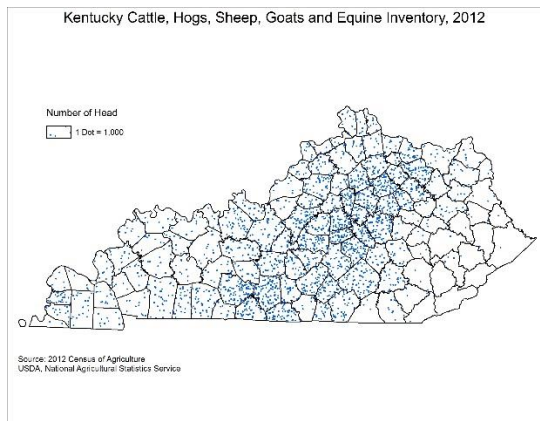 Kentucky Cattle, Hogs, Sheep, Goats and Equine Inventory, 2012
Number of Head
1 Dot = 1,000
Source: 2012 Census of Agriculture
USDA, National Agricultural Statistics Service